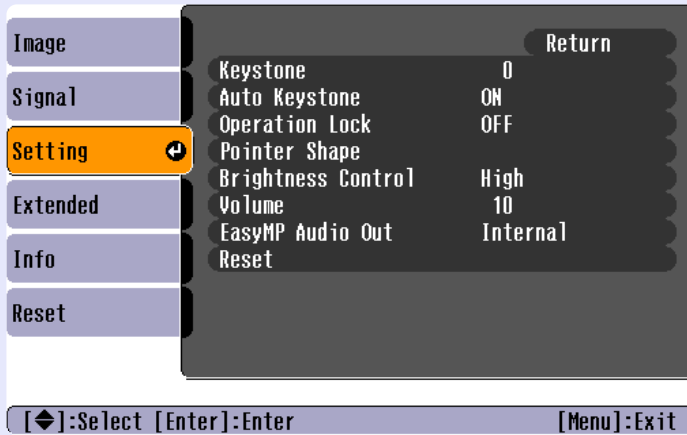 Image
Signal
Setting
Extended
Info
Reset
Return
Keystone 0
Auto Keystone ON
Operation Lock OFF
Pointer Shape
Brightness Control High
Volume 10
EasyMP Audio Out Internal
Reset
[◆]:Select [Enter]:Enter [Menu]:Exit